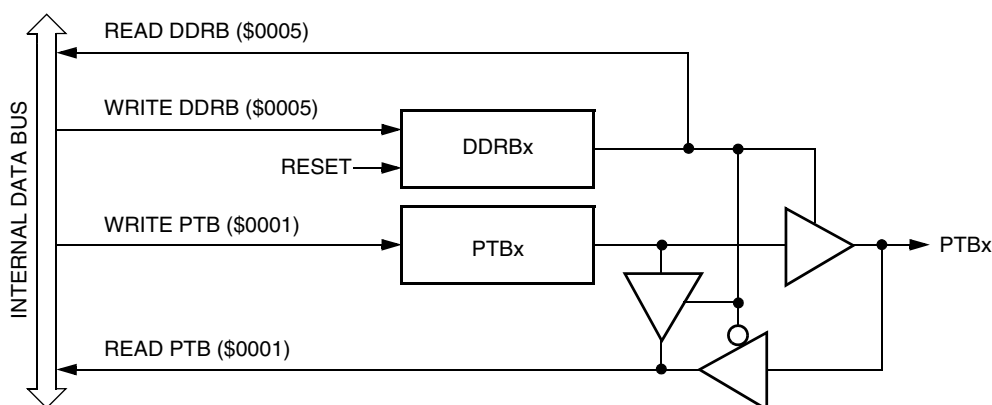 READ DDRB ($0005)
WRITE DDRB ($0005)
DDRBx
RESET
WRITE PTB ($0001)
PTBx
PTBx
READ PTB ($0001)
INTERNAL DATA BUS